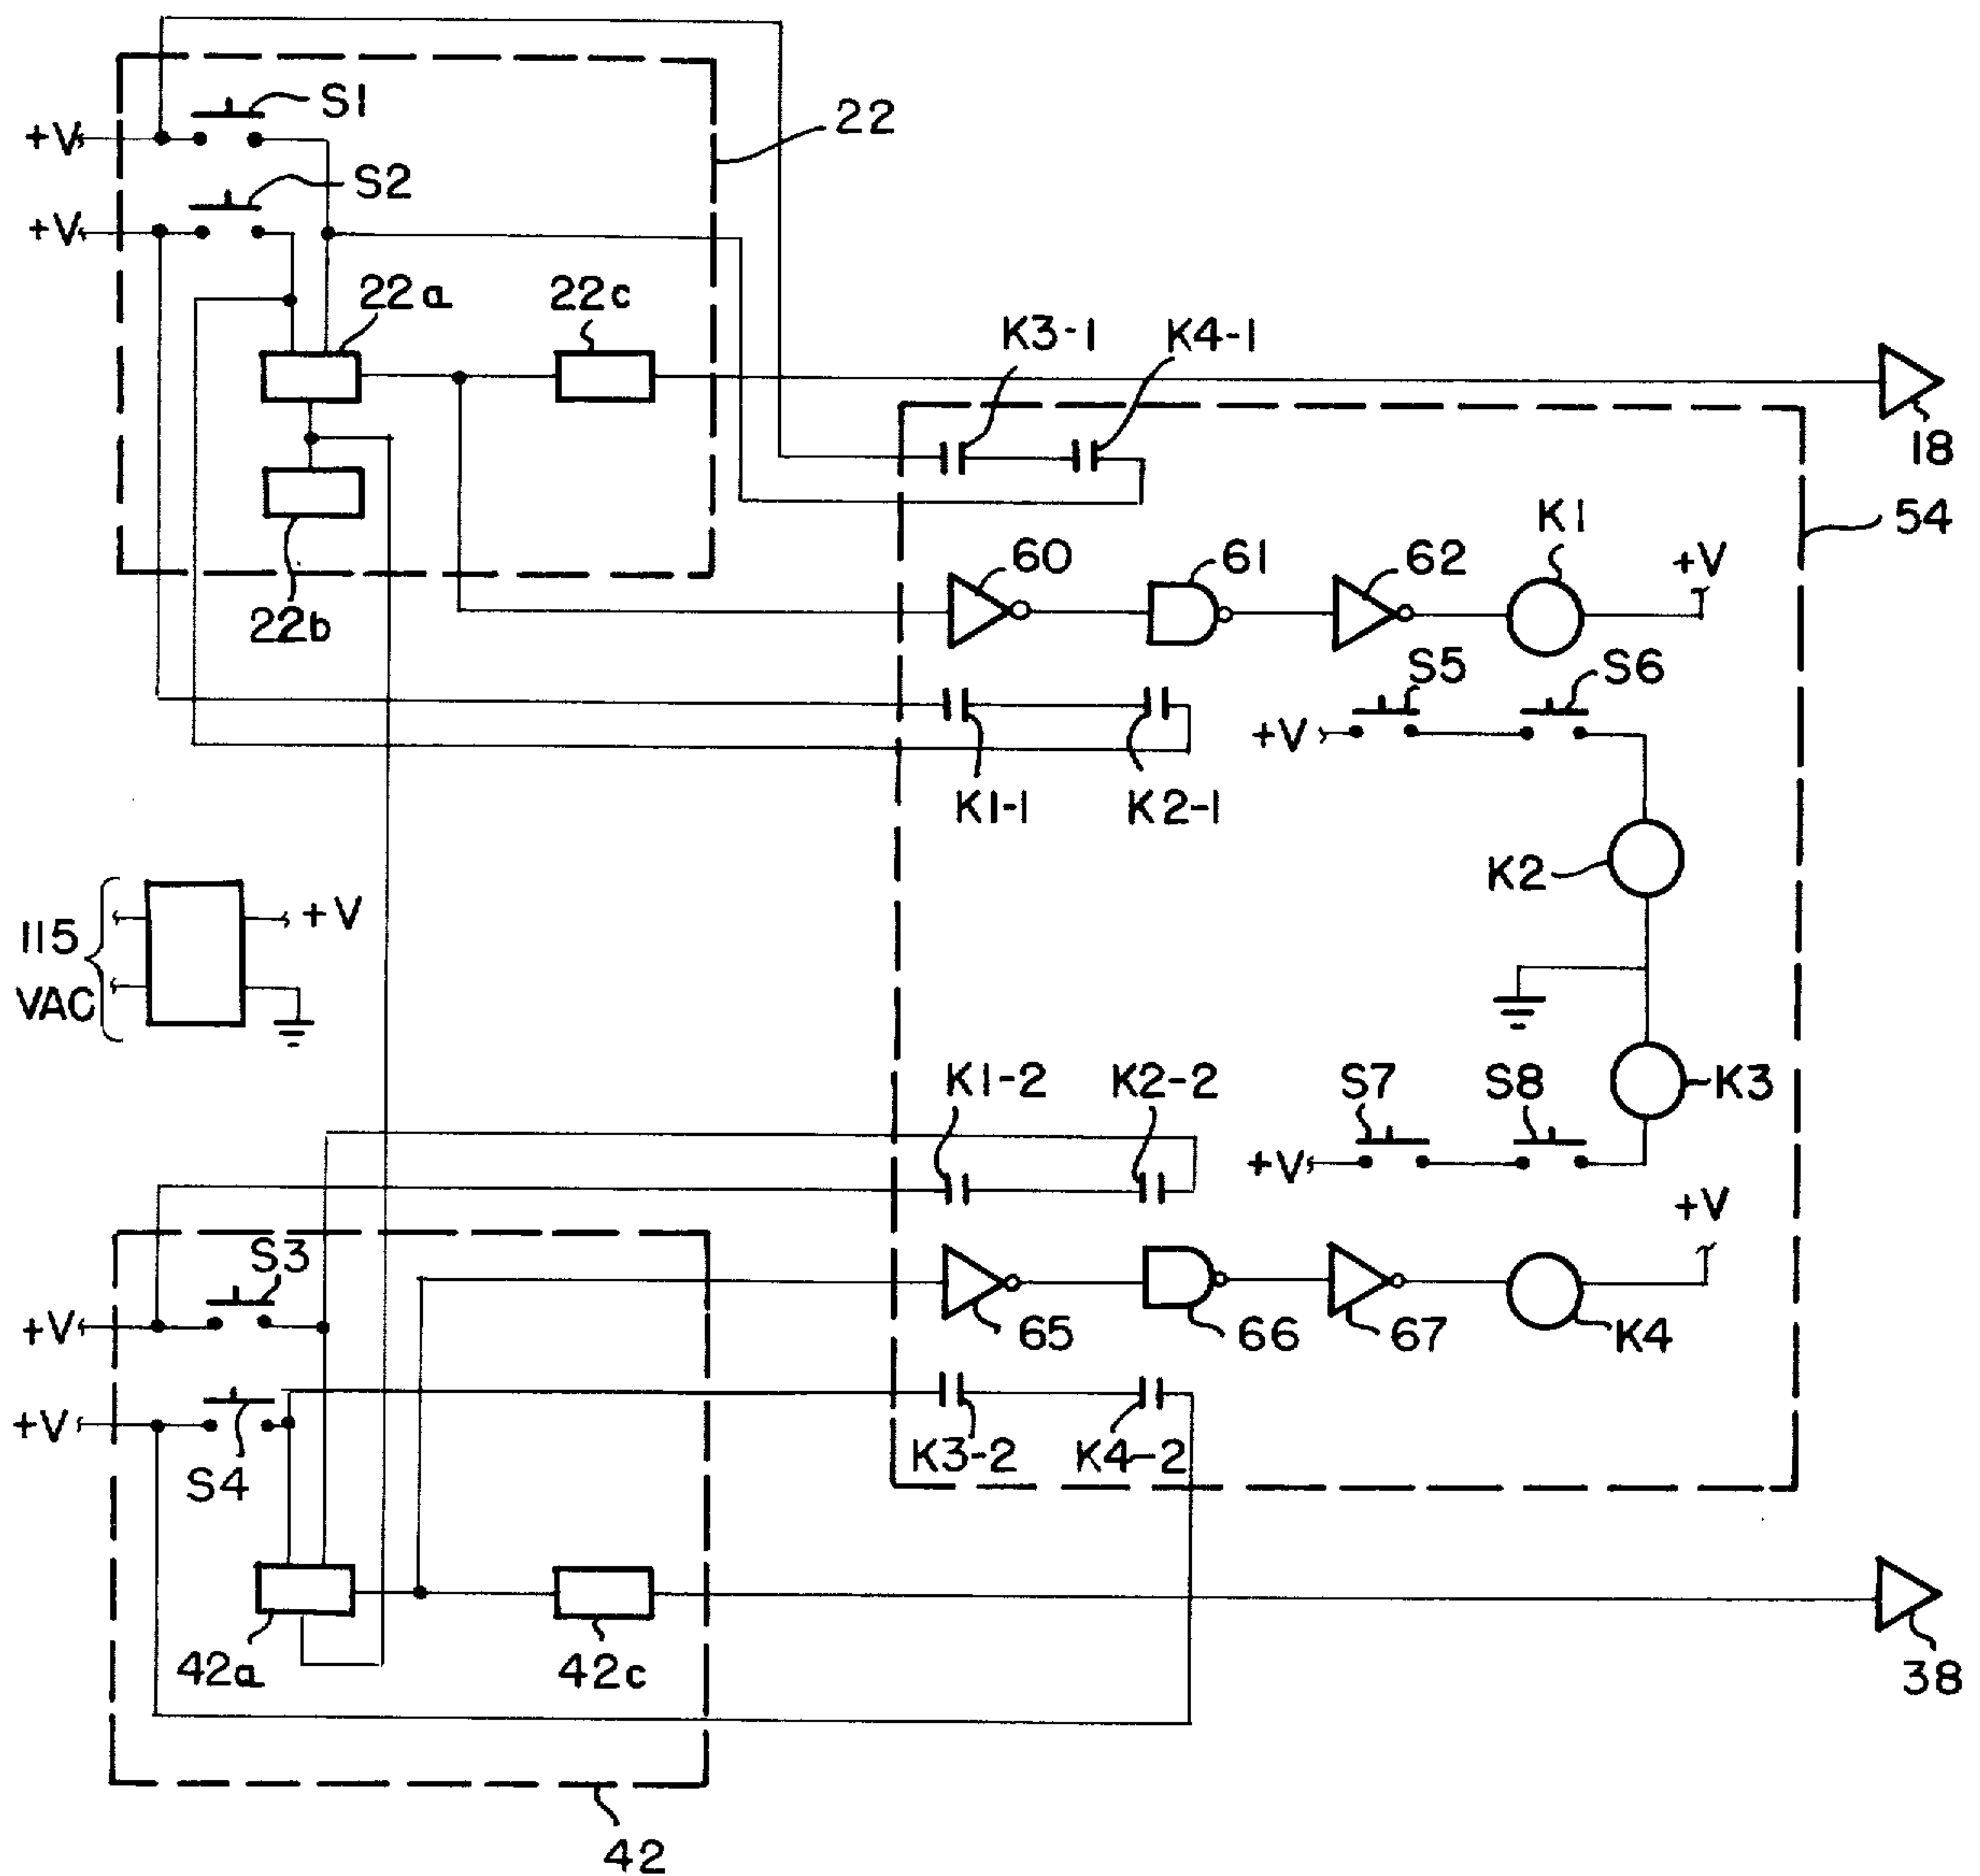 S1
22
+V
S2
+V
22a
22c
K3-1
K4-1
18
54
K1
60
61
62
+V
22b
S5
S6
+V
K1-1
K2-1
K2
+V
115
VAC
K1-2
K2-2
S7
S8
K3
+V
+V
S3
+V
65
66
67
K4
+V
K3-2
K4-2
S4
42a
42c
38
42